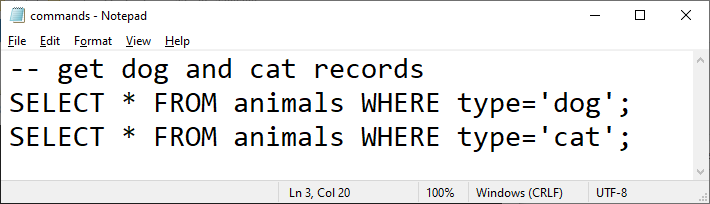 commands - Notepad
File Edit Format View Help
-- get dog and cat records
SELECT * FROM animals WHERE type='dog';
SELECT * FROM animals WHERE type='cat';
Ln 3, Col 20 100% Windows (CRLF) UTF-8